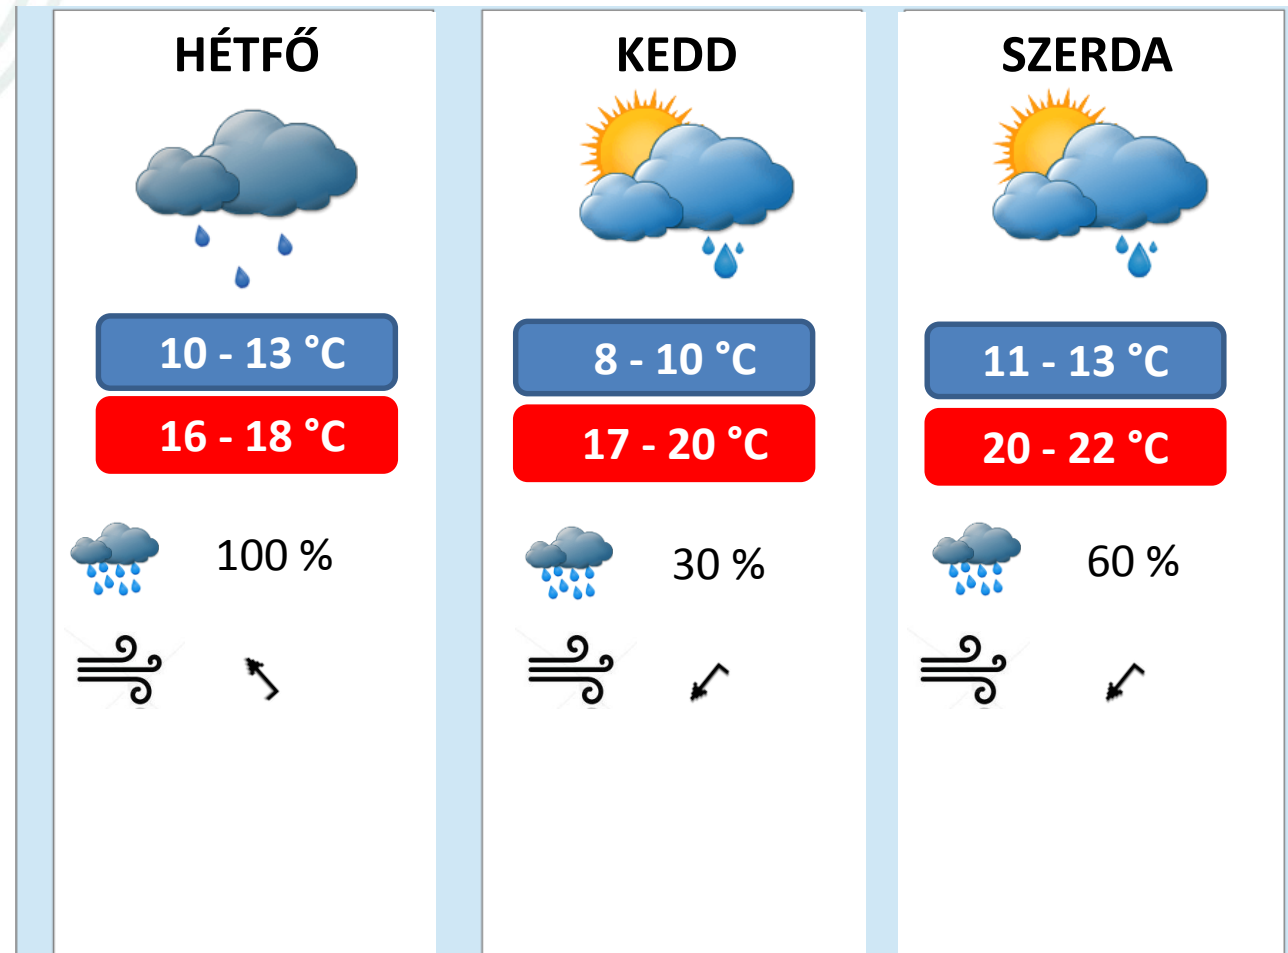 HÉTFŐ
10 - 13 °C
16 - 18 °C
100 %
KEDD
8 - 10 °C
17 - 20 °C
30 %
SZERDA
11 - 13 °C
20 - 22 °C
60 %